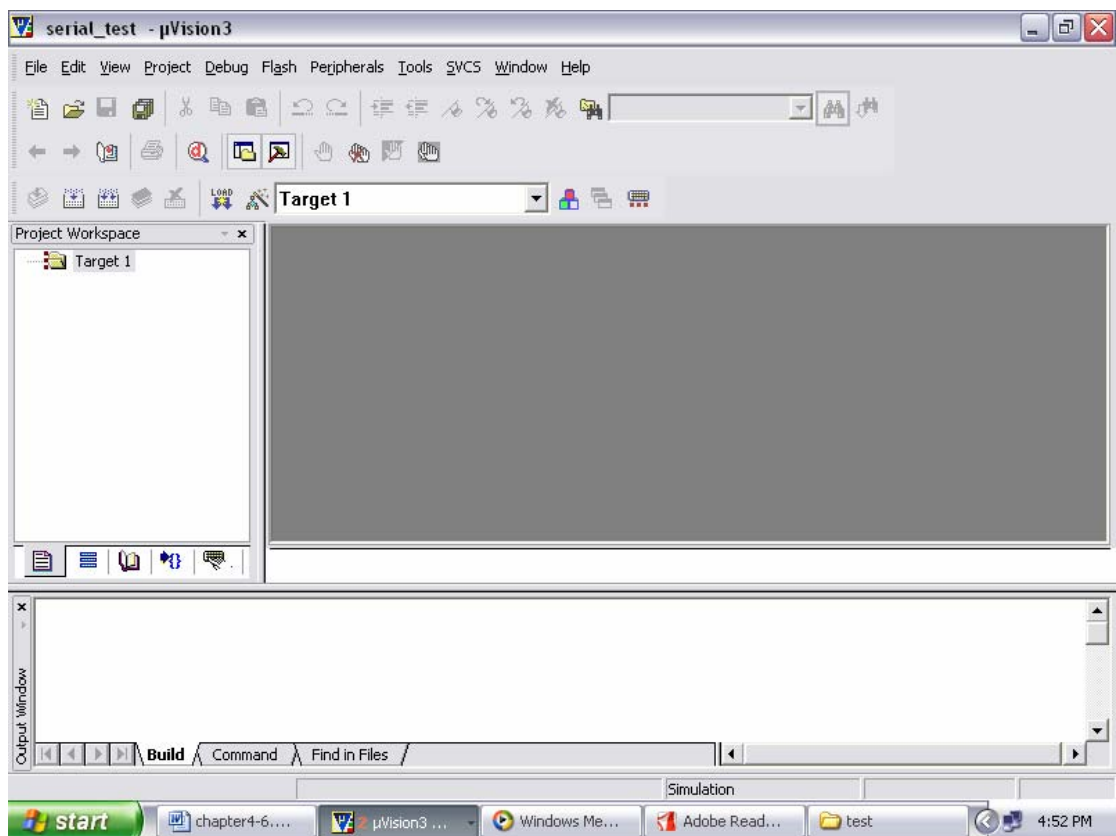 serial_test - µVision3
File Edit View Project Debug Flash Peripherals Tools SVCS Window Help
LOAD Target 1
Project Workspace
Target 1
Output Window
Build Command Find in Files
Simulation
start chapter4-6.... 2 µVision3 ... Windows Me... Adobe Read... test 4:52 PM